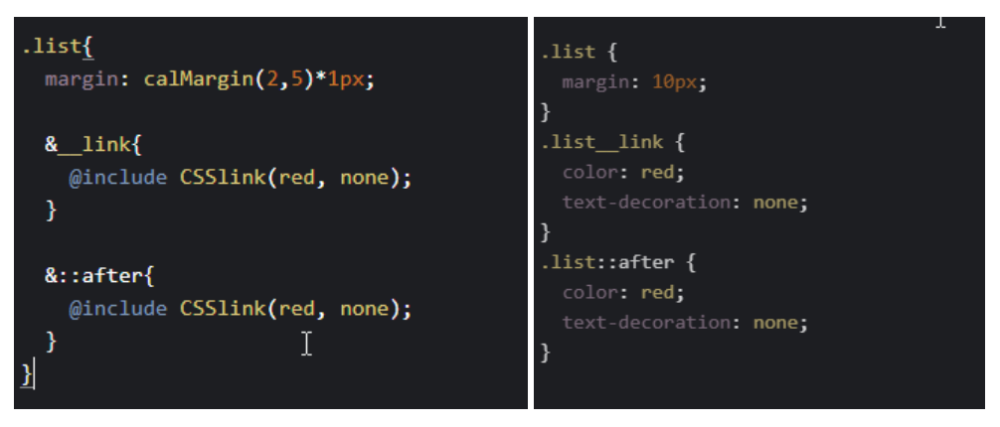 .list{
  margin: calMargin(2,5)*1px;
  &__link{
    @include CSSlink(red, none);
  }
  &::after{
    @include CSSlink(red, none);
  }
}
.list {
  margin: 10px;
}
.list__link {
  color: red;
  text-decoration: none;
}
.list::after {
  color: red;
  text-decoration: none;
}